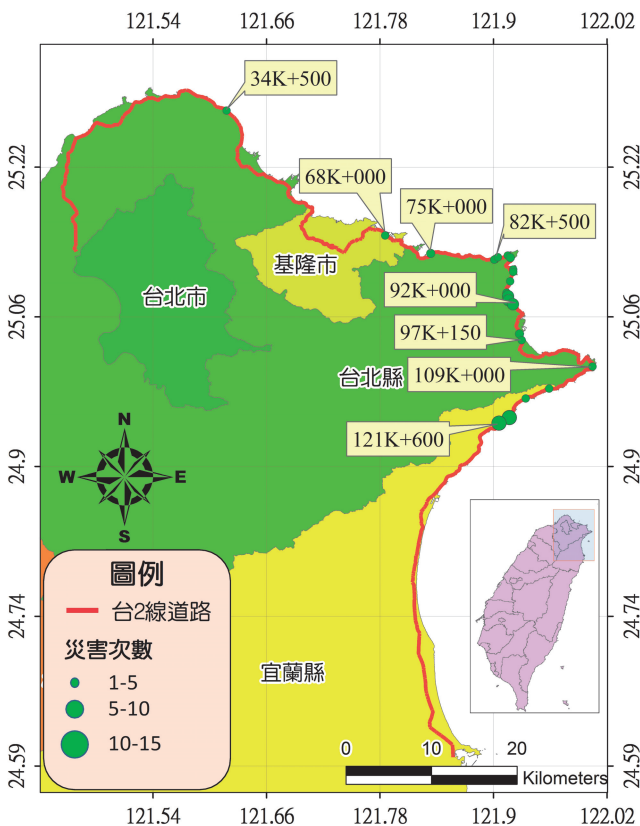 121.54 121.66 121.78 121.9 122.02
34K+500
25.22 25.22
68K+000
75K+000
82K+500
基隆市
台北市
92K+000
25.06 25.06
97K+150
台北縣
109K+000
121K+600
N
W E
S
24.9 24.9
圖例
台2線道路
災害次數
1-5
5-10
10-15
24.74 24.74
宜蘭縣
0 10 20
Kilometers
24.59 24.59
121.54 121.66 121.78 121.9 122.02